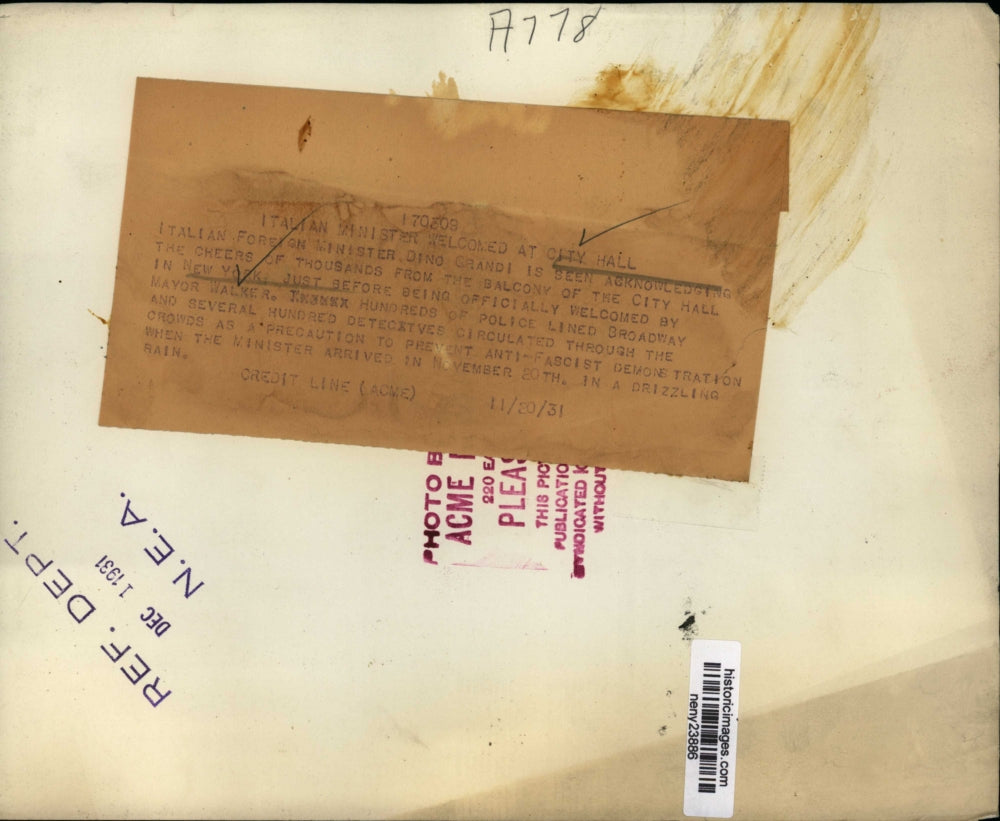 A778
170309
ITALIAN MINISTER WELCOMED AT CITY HALL
ITALIAN FOREIGN MINISTER DINO GRANDI IS SEEN ACKNOWLEDGING
THE CHEERS OF THOUSANDS FROM THE BALCONY OF THE CITY HALL
IN NEW YORK, JUST BEFORE BEING OFFICIALLY WELCOMED BY
MAYOR WALKER. HUNDREDS OF POLICE LINED BROADWAY
AND SEVERAL HUNDRED DETECTIVES CIRCULATED THROUGH THE
CROWDS AS A PRECAUTION TO PREVENT ANTI-FASCIST DEMONSTRATION
WHEN THE MINISTER ARRIVED IN NOVEMBER 20TH. IN A DRIZZLING
RAIN.
CREDIT LINE (ACME) 11/20/31
PHOTO B
ACME
220 EA
PLEAS
THIS PIC
PUBLICATIO
SYNDICATED
WITHOU
REF. DEPT.
DEC 1 1931
N.E.A.
historicimages.com
neny23886